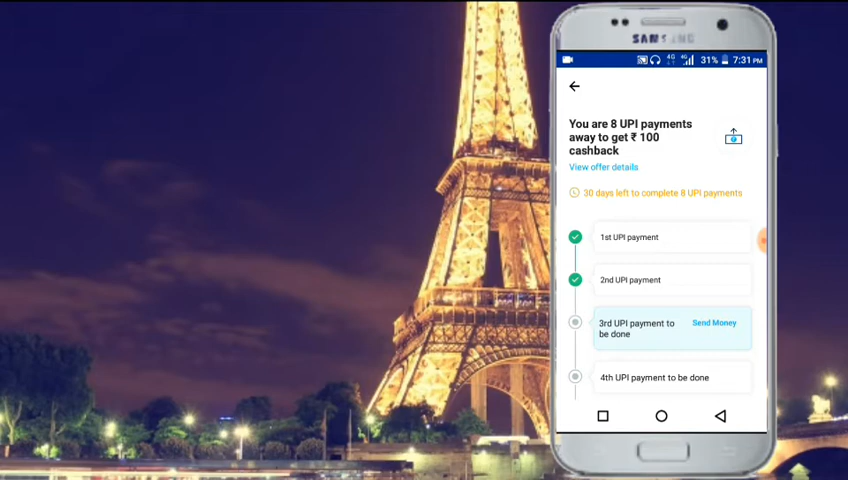 SAMSUNG
4G 4G 31% 7:31 PM
You are 8 UPI payments
away to get ₹ 100
cashback
View offer details
30 days left to complete 8 UPI payments
1st UPI payment
2nd UPI payment
3rd UPI payment to
be done
Send Money
4th UPI payment to be done